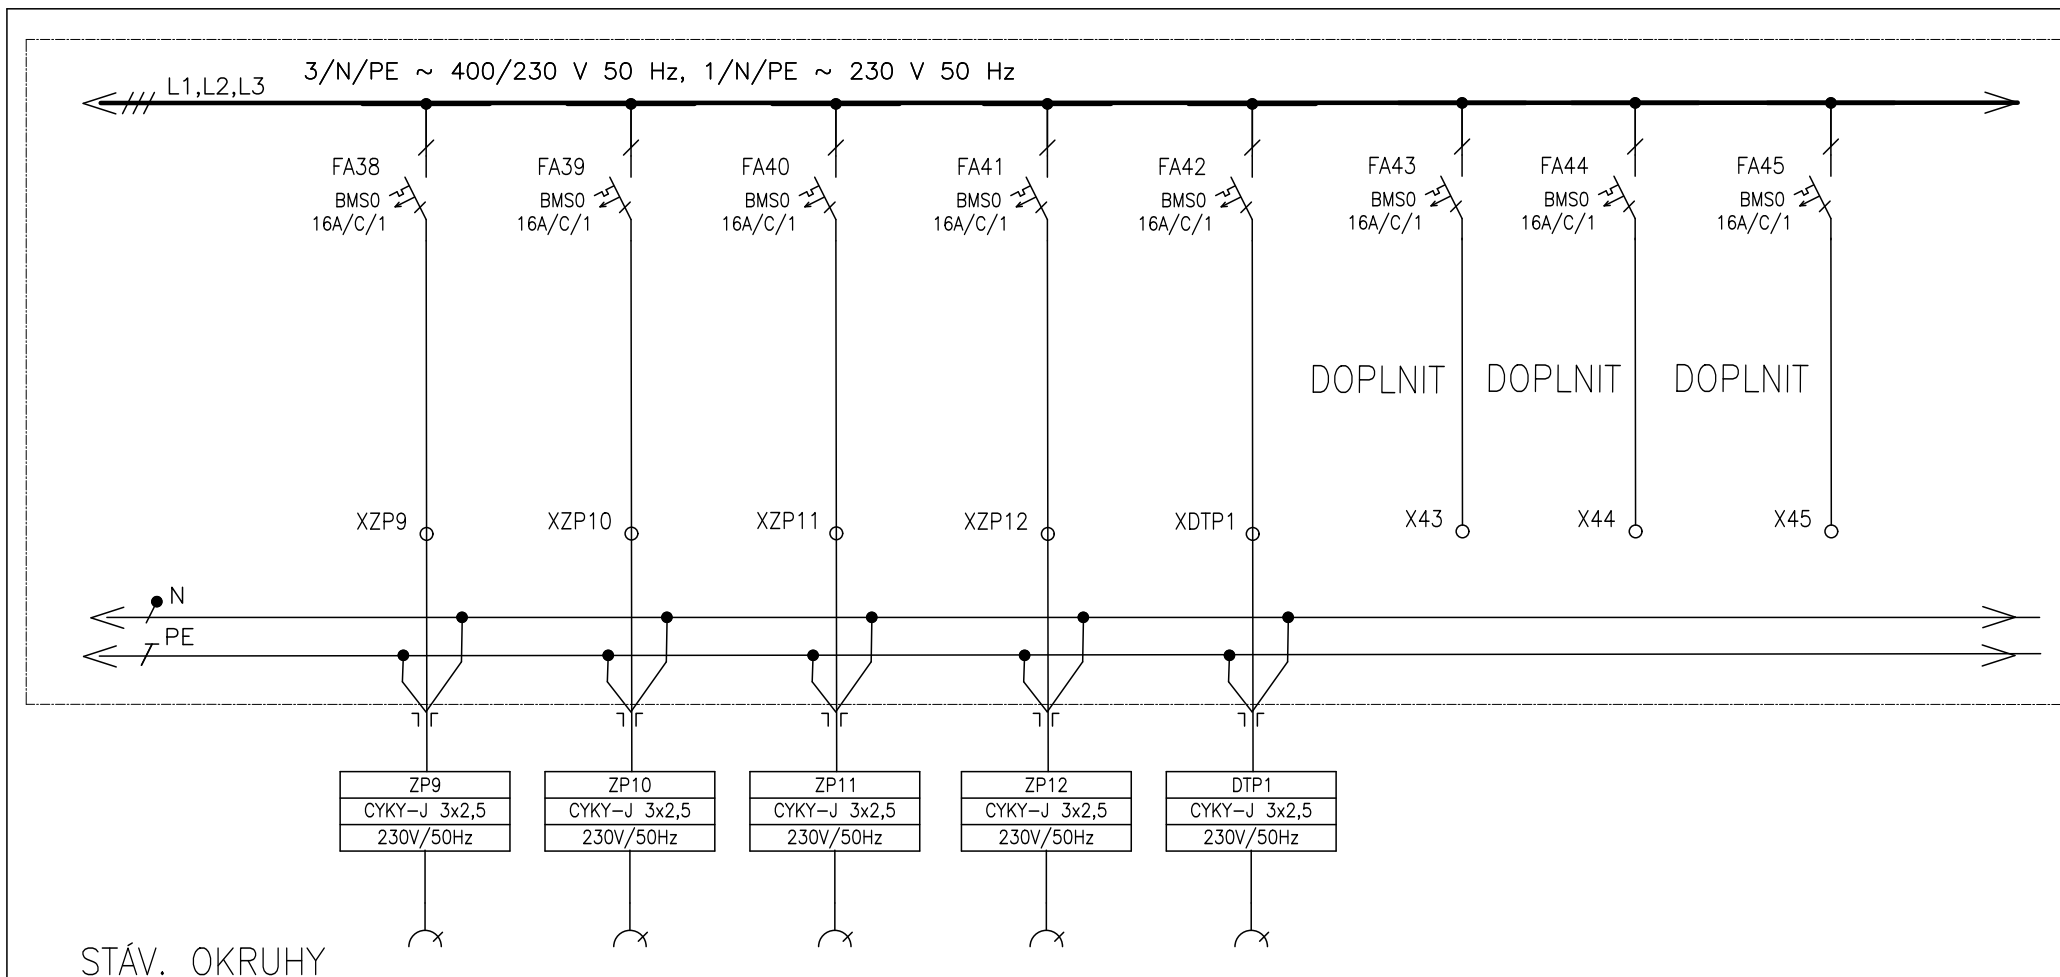 3/N/PE ~ 400/230 V 50 Hz, 1/N/PE ~ 230 V 50 Hz
L1,L2,L3
FA38 FA39 FA40 FA41 FA42 FA43 FA44 FA45
BMS0 BMS0 BMS0 BMS0 BMS0 BMS0 BMS0 BMS0
16A/C/1 16A/C/1 16A/C/1 16A/C/1 16A/C/1 16A/C/1 16A/C/1 16A/C/1
DOPLNIT DOPLNIT DOPLNIT
XZP9 XZP10 XZP11 XZP12 XDTP1 X43 X44 X45
N
PE
ZP9 ZP10 ZP11 ZP12 DTP1
CYKY-J 3x2,5 CYKY-J 3x2,5 CYKY-J 3x2,5 CYKY-J 3x2,5 CYKY-J 3x2,5
230V/50Hz 230V/50Hz 230V/50Hz 230V/50Hz 230V/50Hz
STÁV. OKRUHY